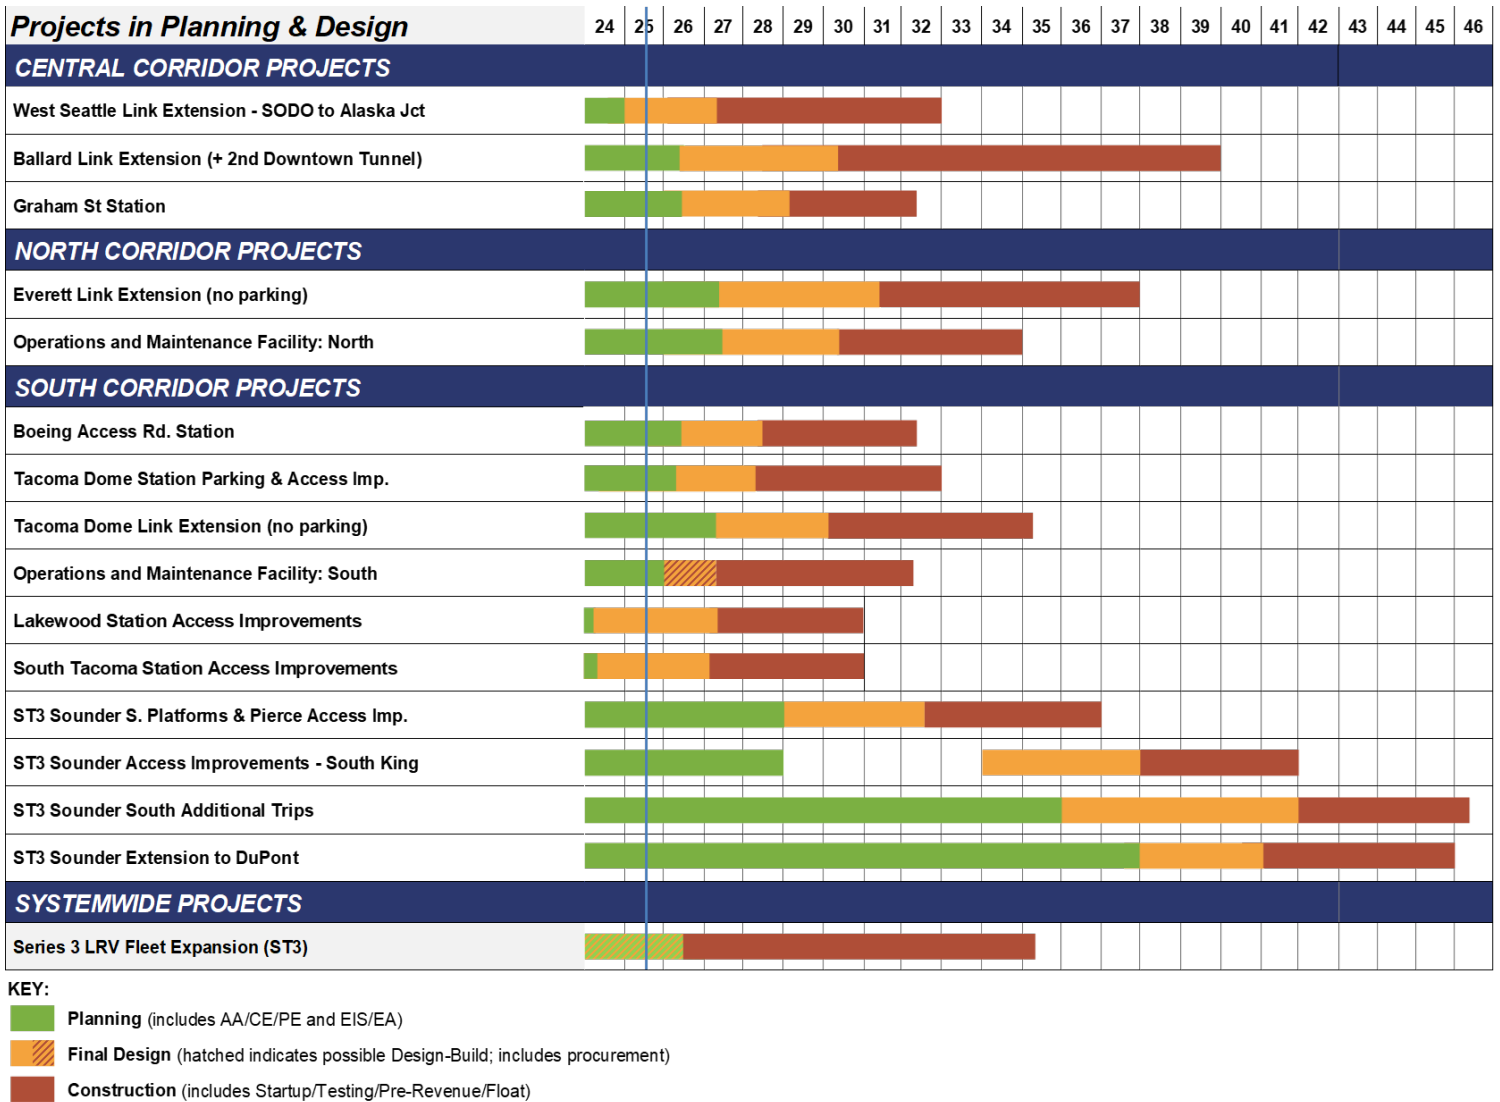 Projects in Planning & Design 24 25 26 27 28 29 30 31 32 33 34 35 36 37 38 39 40 41 42 43 44 45 46
CENTRAL CORRIDOR PROJECTS
West Seattle Link Extension - SODO to Alaska Jct
Ballard Link Extension (+ 2nd Downtown Tunnel)
Graham St Station
NORTH CORRIDOR PROJECTS
Everett Link Extension (no parking)
Operations and Maintenance Facility: North
SOUTH CORRIDOR PROJECTS
Boeing Access Rd. Station
Tacoma Dome Station Parking & Access Imp.
Tacoma Dome Link Extension (no parking)
Operations and Maintenance Facility: South
Lakewood Station Access Improvements
South Tacoma Station Access Improvements
ST3 Sounder S. Platforms & Pierce Access Imp.
ST3 Sounder Access Improvements - South King
ST3 Sounder South Additional Trips
ST3 Sounder Extension to DuPont
SYSTEMWIDE PROJECTS
Series 3 LRV Fleet Expansion (ST3)
KEY:
Planning (includes AA/CE/PE and EIS/EA)
Final Design (hatched indicates possible Design-Build; includes procurement)
Construction (includes Startup/Testing/Pre-Revenue/Float)